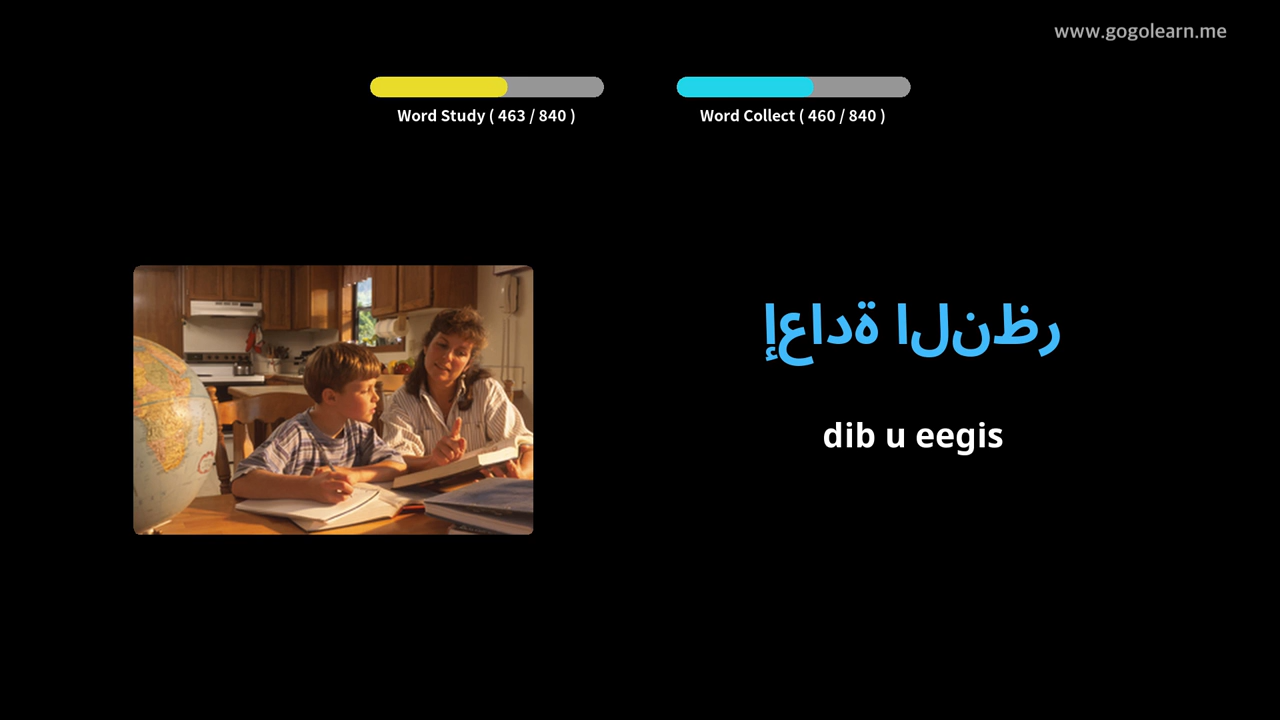 www.gogolearn.me
Word Study ( 463 / 840 )
Word Collect ( 460 / 840 )
إعادة النظر
dib u eegis